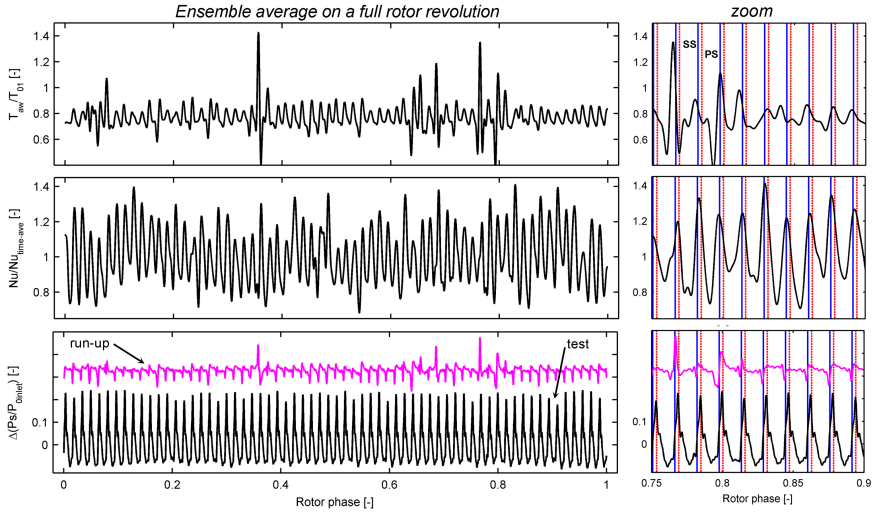 Ensemble average on a full rotor revolution
zoom
1.4
1.2
1
0.8
0.6
T_aw/T_01 [-]
1.4
1.2
1
0.8
0.6
SS
PS
1.4
1.2
1
0.8
Nu/Nu_time-ave [-]
1.4
1.2
1
0.8
run-up
test
0.1
0
Δ(Ps/P_0inlet) [-]
0
0.2
0.4
0.6
0.8
1
Rotor phase [-]
0.1
0
0.75
0.8
0.85
0.9
Rotor phase [-]